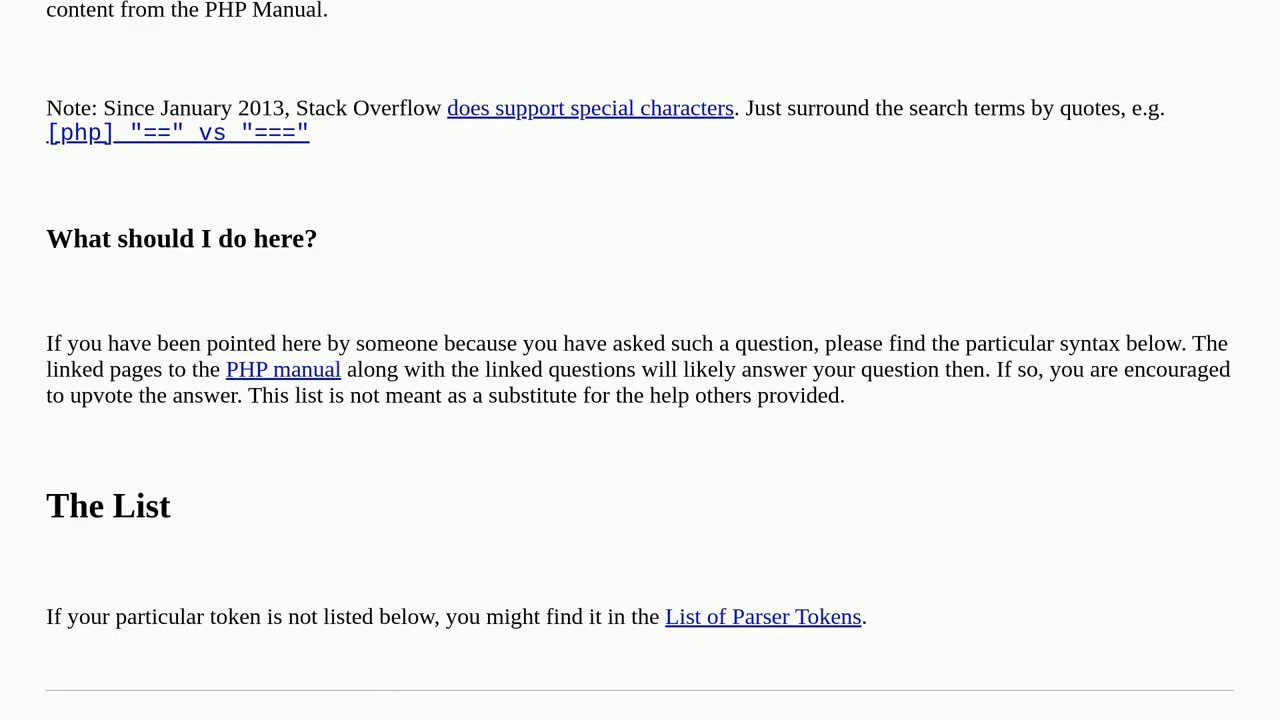 content from the PHP Manual.
Note: Since January 2013, Stack Overflow does support special characters. Just surround the search terms by quotes, e.g.
[php] "==" vs "==="
What should I do here?
If you have been pointed here by someone because you have asked such a question, please find the particular syntax below. The
linked pages to the PHP manual along with the linked questions will likely answer your question then. If so, you are encouraged
to upvote the answer. This list is not meant as a substitute for the help others provided.
The List
If your particular token is not listed below, you might find it in the List of Parser Tokens.